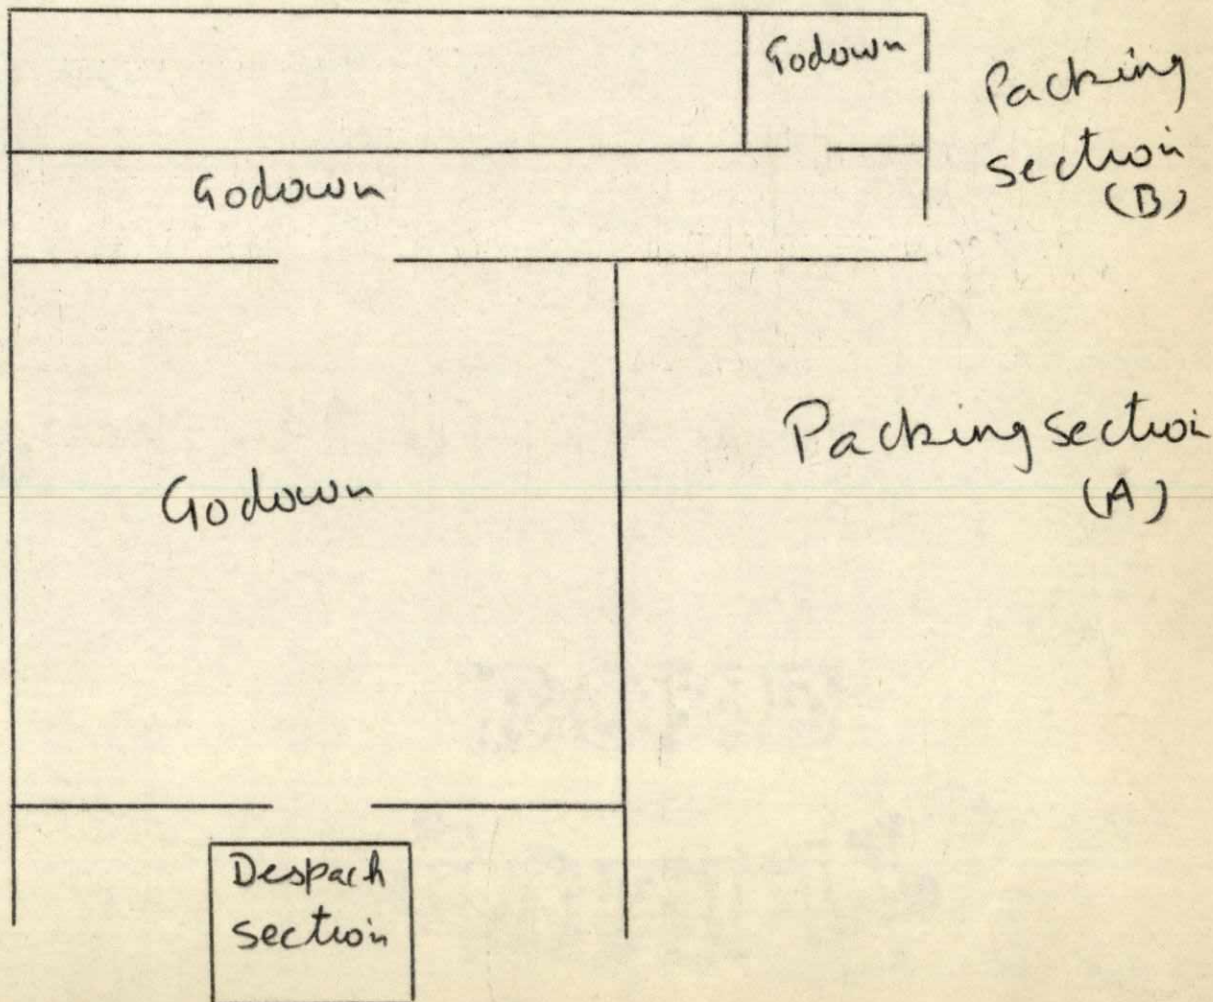 Godown
Packing
section
(B)
Godown
Packing section
(A)
Godown
Despach
section